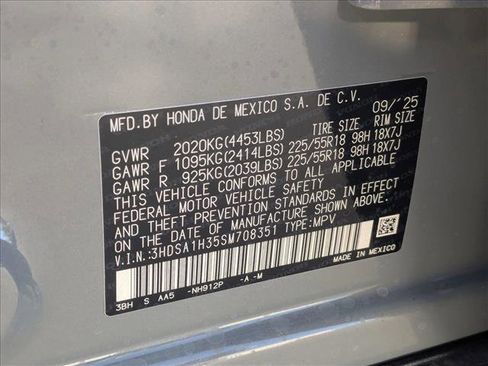 MFD.BY HONDA DE MEXICO S.A. DE C.V. 09/'25
GVWR 2020KG(4453LBS) TIRE SIZE RIM SIZE
GAWR F 1095KG(2414LBS) 225/55R18 98H 18X7J
GAWR R 925KG(2039LBS) 225/55R18 98H 18X7J
THIS VEHICLE CONFORMS TO ALL APPLICABLE
FEDERAL MOTOR VEHICLE SAFETY
AND THEFT PREVENTION STANDARDS IN EFFECT
ON THE DATE OF MANUFACTURE SHOWN ABOVE.
V.I.N.:3HDSA1H35SM708351 TYPE:MPV
3BH S AA5 -NH912P -A -M
MADE IN MEXICO